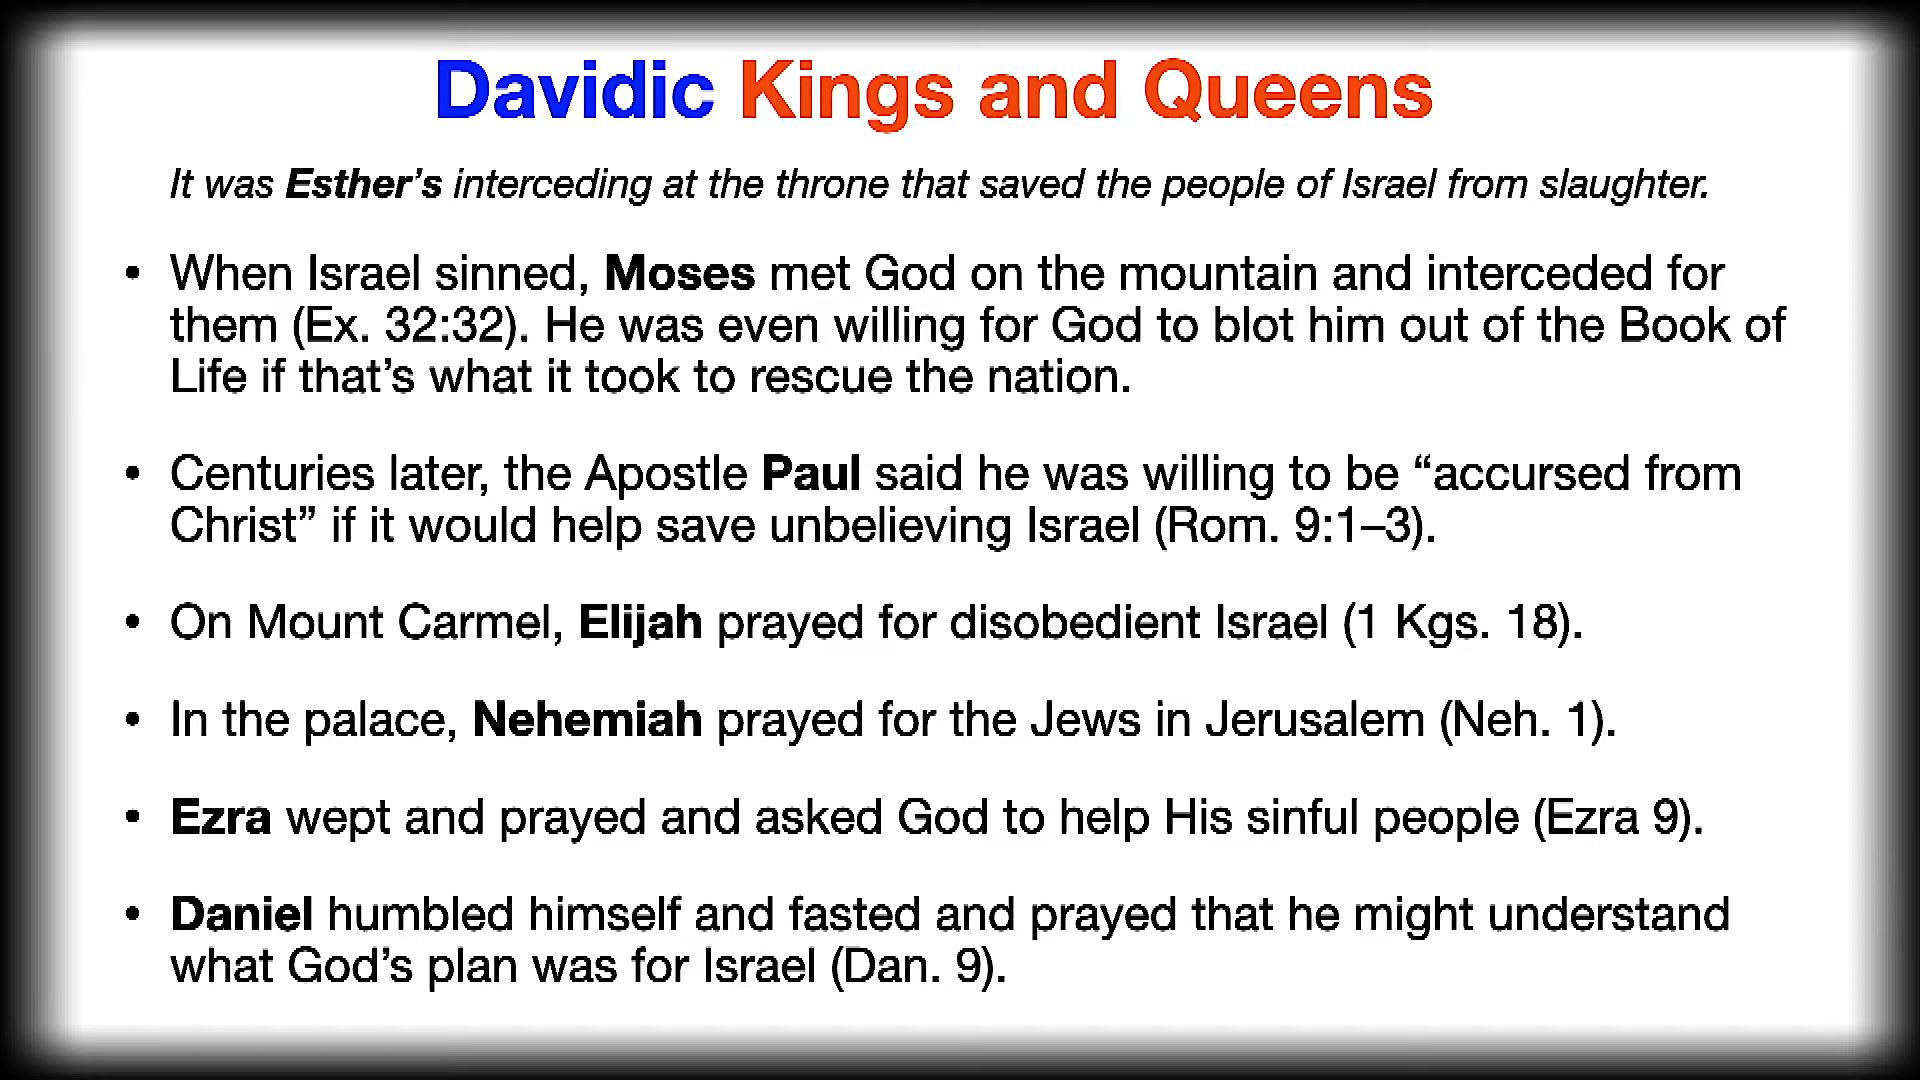 Davidic Kings and Queens
It was Esther’s interceding at the throne that saved the people of Israel from slaughter.
• When Israel sinned, Moses met God on the mountain and interceded for
them (Ex. 32:32). He was even willing for God to blot him out of the Book of
Life if that’s what it took to rescue the nation.
• Centuries later, the Apostle Paul said he was willing to be “accursed from
Christ” if it would help save unbelieving Israel (Rom. 9:1–3).
• On Mount Carmel, Elijah prayed for disobedient Israel (1 Kgs. 18).
• In the palace, Nehemiah prayed for the Jews in Jerusalem (Neh. 1).
• Ezra wept and prayed and asked God to help His sinful people (Ezra 9).
• Daniel humbled himself and fasted and prayed that he might understand
what God’s plan was for Israel (Dan. 9).